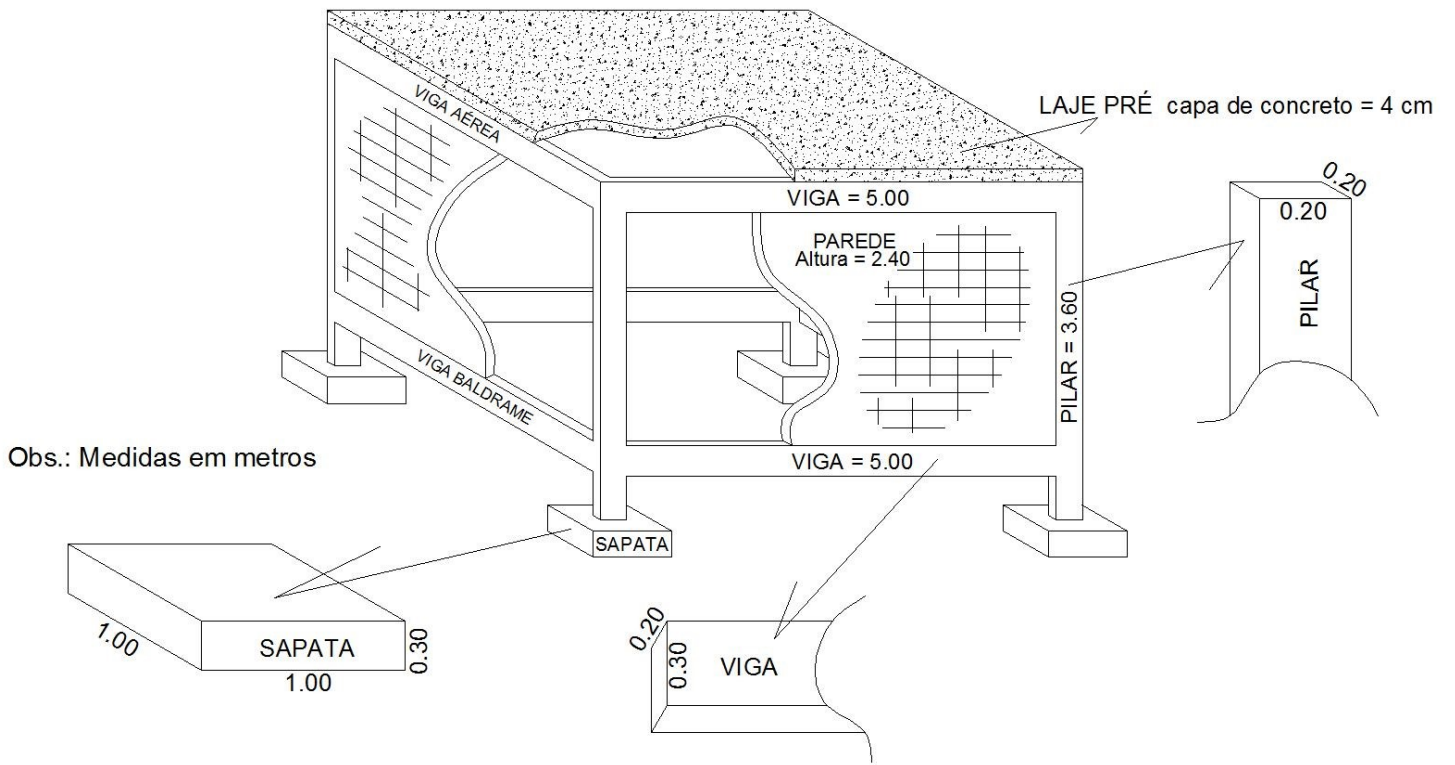 LAJE PRÉ capa de concreto = 4 cm
VIGA AÉREA
VIGA = 5.00
0.20
0.20
PILAR
PAREDE
Altura = 2.40
PILAR = 3.60
VIGA BALDRAME
VIGA = 5.00
Obs.: Medidas em metros
SAPATA
1.00
SAPATA
0.30
1.00
0.20
0.30
VIGA